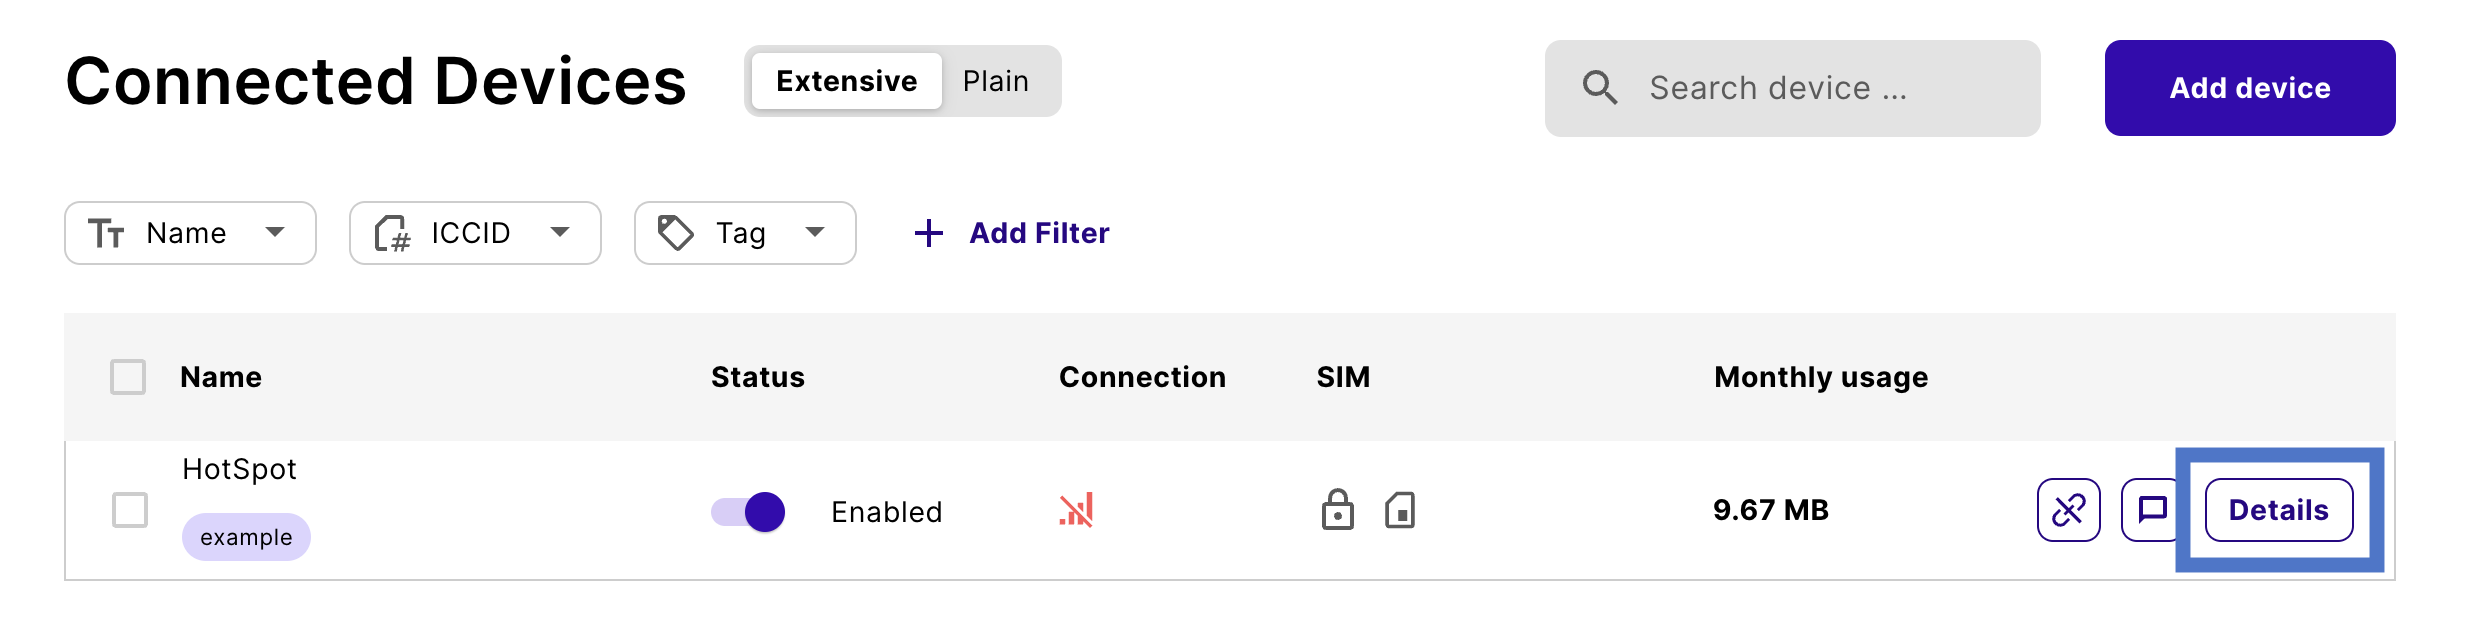 Connected Devices Extensive Plain Search device ... Add device
Name ICCID Tag + Add Filter
Name Status Connection SIM Monthly usage
HotSpot
Enabled 9.67 MB Details
example